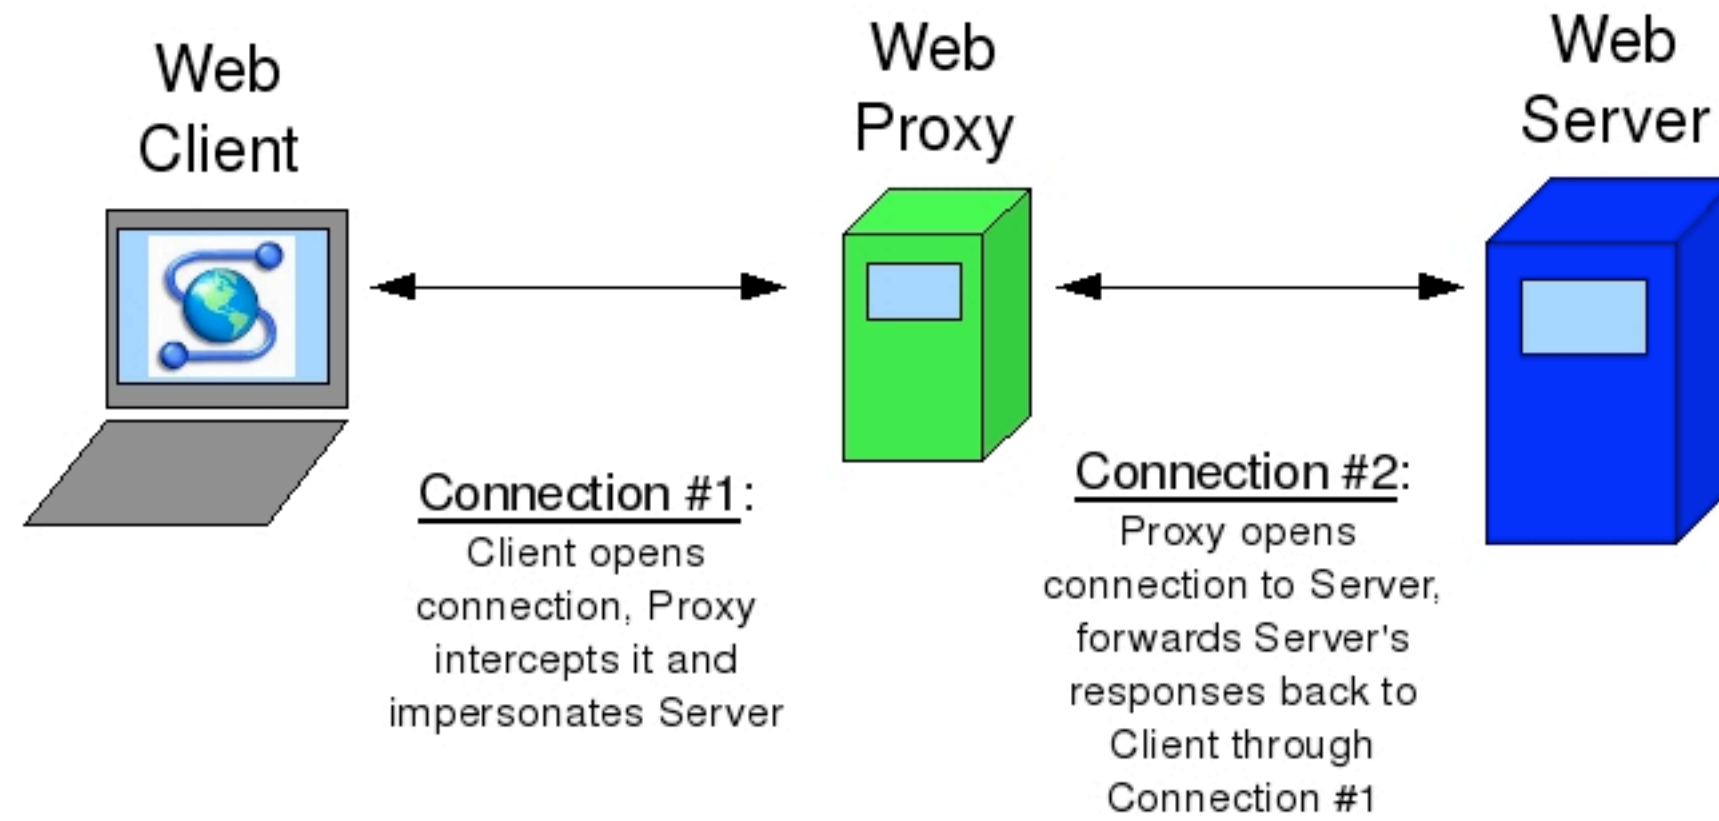 Web
Client
Web
Proxy
Web
Server
Connection #1:
Client opens
connection, Proxy
intercepts it and
impersonates Server
Connection #2:
Proxy opens
connection to Server,
forwards Server's
responses back to
Client through
Connection #1